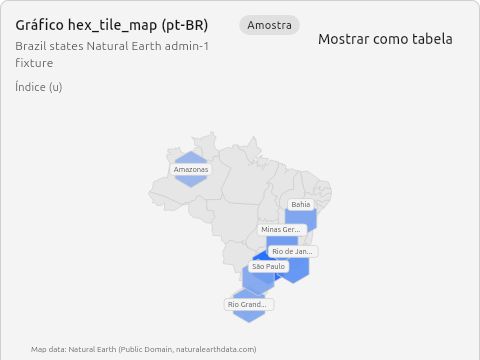 Gráfico hex_tile_map (pt-BR)
Amostra
Mostrar como tabela
Brazil states Natural Earth admin-1
fixture
Índice (u)
Amazonas
Bahia
Minas Ger...
Rio de Jan...
São Paulo
Rio Grand...
Map data: Natural Earth (Public Domain, naturalearthdata.com)